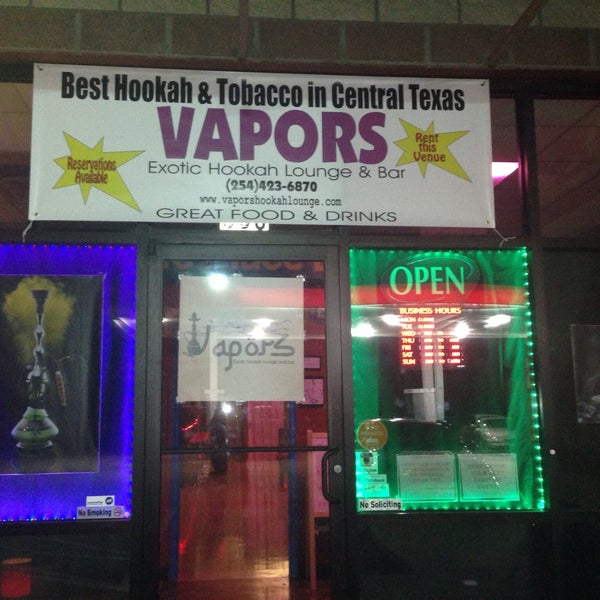 Best Hookah & Tobacco in Central Texas
VAPORS
Reservations
Available
Rent
this
Venue
Exotic Hookah Lounge & Bar
(254)423-6870
www.vaporshookahlounge.com
GREAT FOOD & DRINKS
Vapors
OPEN
BUSINESS HOURS
MON
TUE
WED
THU
FRI
SAT
SUN
No Smoking
No Soliciting